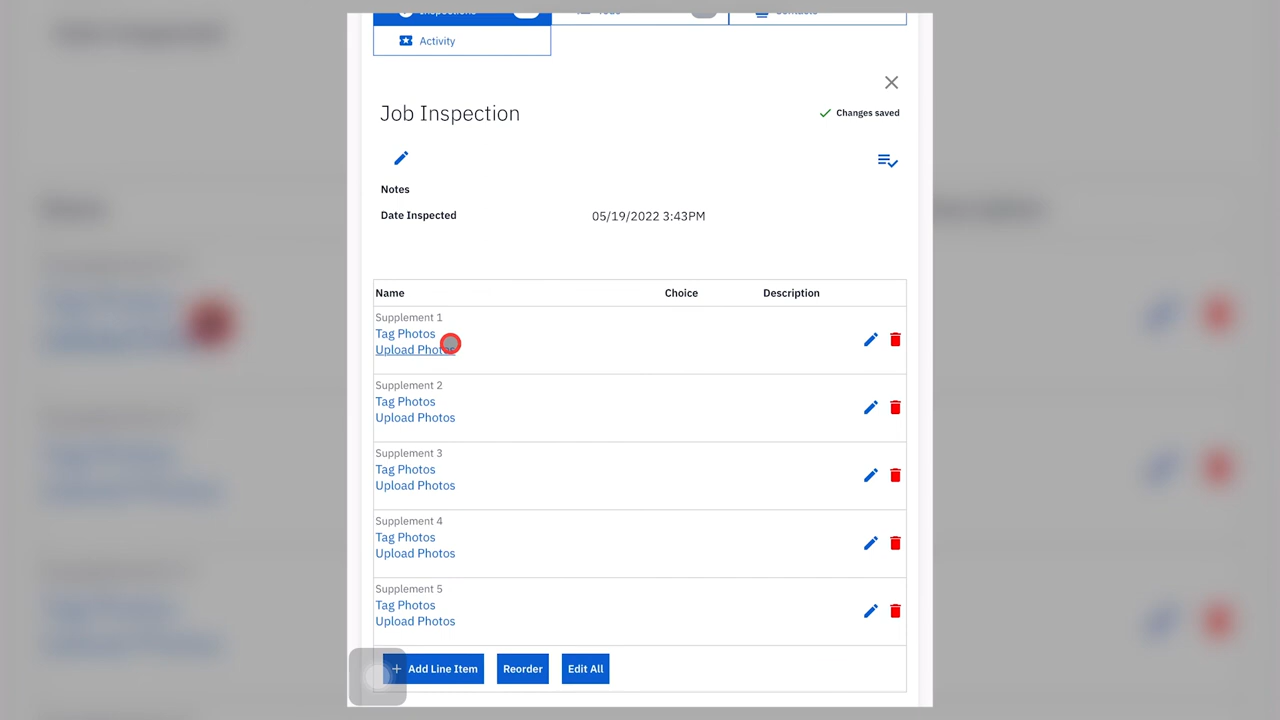 Activity
Job Inspection
Changes saved
Notes
Date Inspected 05/19/2022 3:43PM
Name Choice Description
Supplement 1
Tag Photos
Upload Photos
Supplement 2
Tag Photos
Upload Photos
Supplement 3
Tag Photos
Upload Photos
Supplement 4
Tag Photos
Upload Photos
Supplement 5
Tag Photos
Upload Photos
+ Add Line Item Reorder Edit All